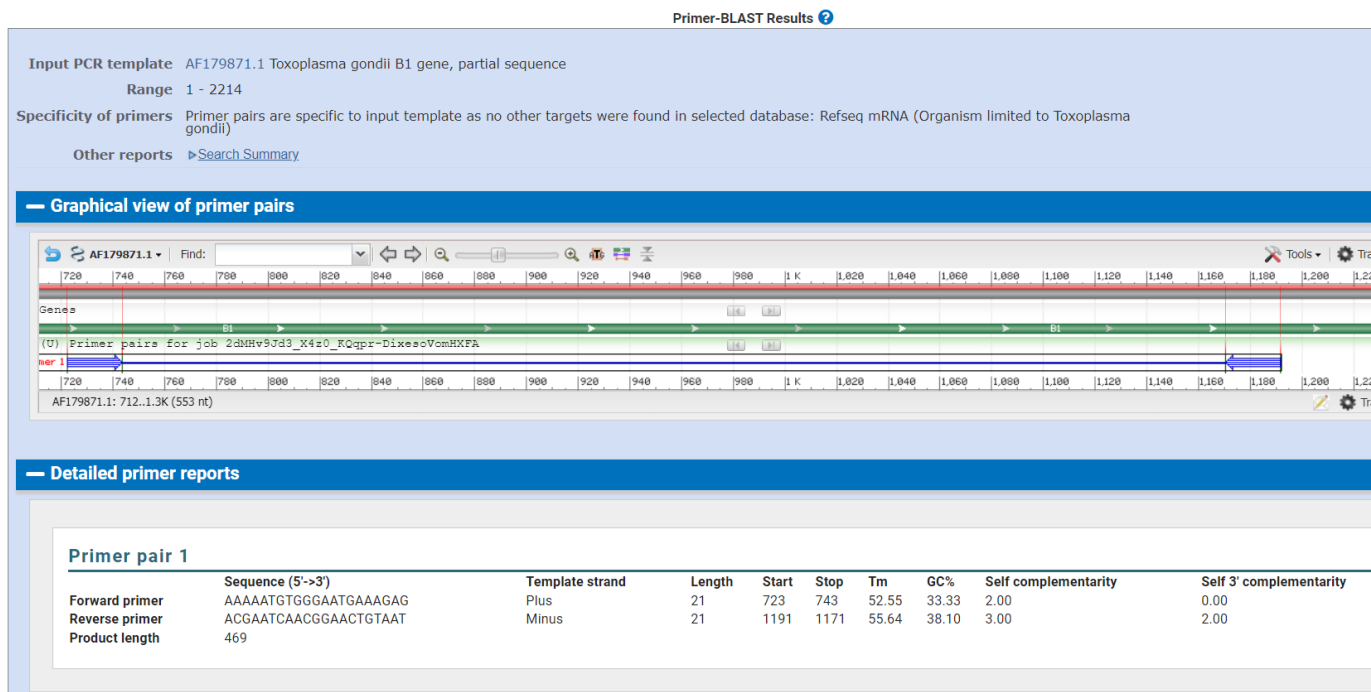 Primer-BLAST Results ?
Input PCR template AF179871.1 Toxoplasma gondii B1 gene, partial sequence
Range 1 - 2214
Specificity of primers Primer pairs are specific to input template as no other targets were found in selected database: Refseq mRNA (Organism limited to Toxoplasma
gondii)
Other reports Search Summary
Graphical view of primer pairs
AF179871.1 Find: Tools Tra
720 740 760 780 800 820 840 860 880 900 920 940 960 980 1 K 1,020 1,040 1,060 1,080 1,100 1,120 1,140 1,160 1,180 1,200 1,22
Genes
B1 B1
(U) Primer pairs for job 2dMHv9Jd3_X4z0_KQqpr-DixesoVomHXFA
mer 1
720 740 760 780 800 820 840 860 880 900 920 940 960 980 1 K 1,020 1,040 1,060 1,080 1,100 1,120 1,140 1,160 1,180 1,200 1,22
AF179871.1: 712..1.3K (553 nt) Tra
Detailed primer reports
Primer pair 1
Sequence (5'->3') Template strand Length Start Stop Tm GC% Self complementarity Self 3' complementarity
Forward primer AAAAATGTGGGAATGAAAGAG Plus 21 723 743 52.55 33.33 2.00 0.00
Reverse primer ACGAATCAACGGAACTGTAAT Minus 21 1191 1171 55.64 38.10 3.00 2.00
Product length 469